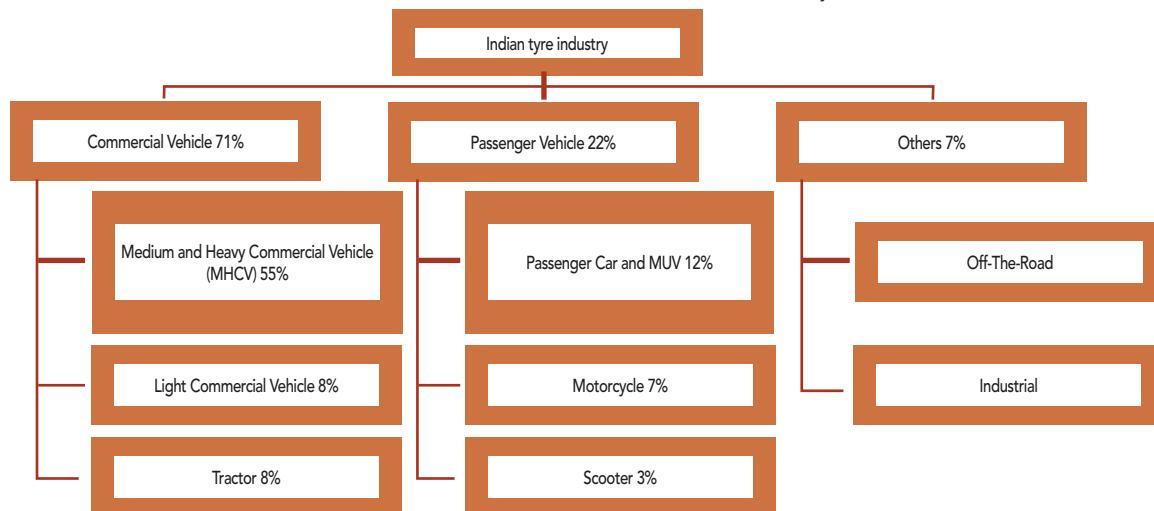 Indian tyre industry
Commercial Vehicle 71%
Passenger Vehicle 22%
Others 7%
Medium and Heavy Commercial Vehicle
(MHCV) 55%
Passenger Car and MUV 12%
Off-The-Road
Light Commercial Vehicle 8%
Motorcycle 7%
Industrial
Tractor 8%
Scooter 3%